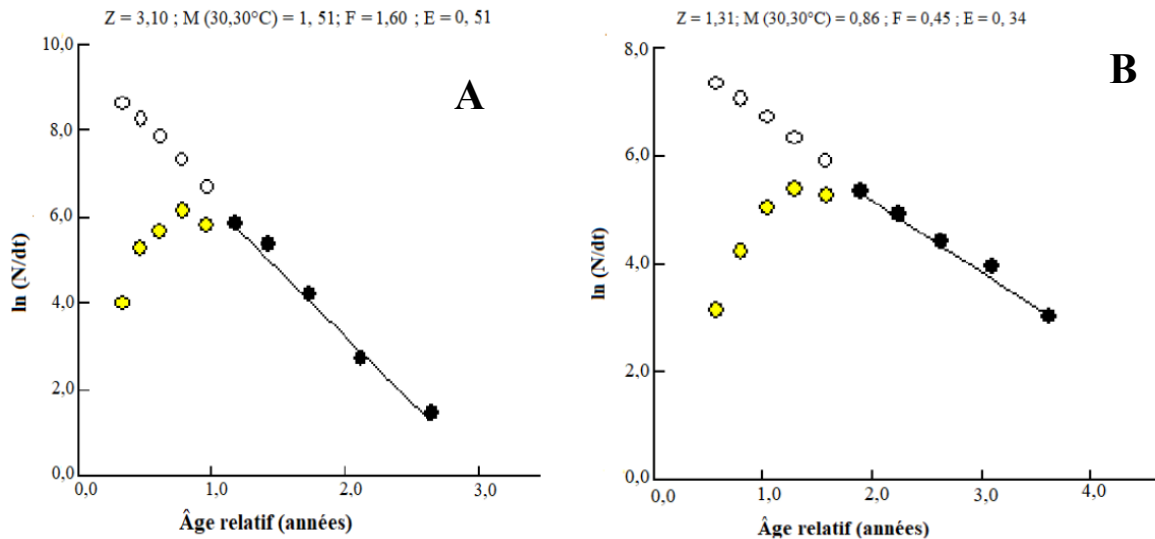 Z = 3,10 ; M (30,30°C) = 1, 51; F = 1,60 ; E = 0, 51
A
ln (N/dt)
10,0
8,0
6,0
4,0
2,0
0,0
0,0 1,0 2,0 3,0
Âge relatif (années)
Z = 1,31; M (30,30°C) = 0,86 ; F = 0,45 ; E = 0, 34
B
ln (N/dt)
8,0
6,0
4,0
2,0
0,0
0,0 1,0 2,0 3,0 4,0
Âge relatif (années)